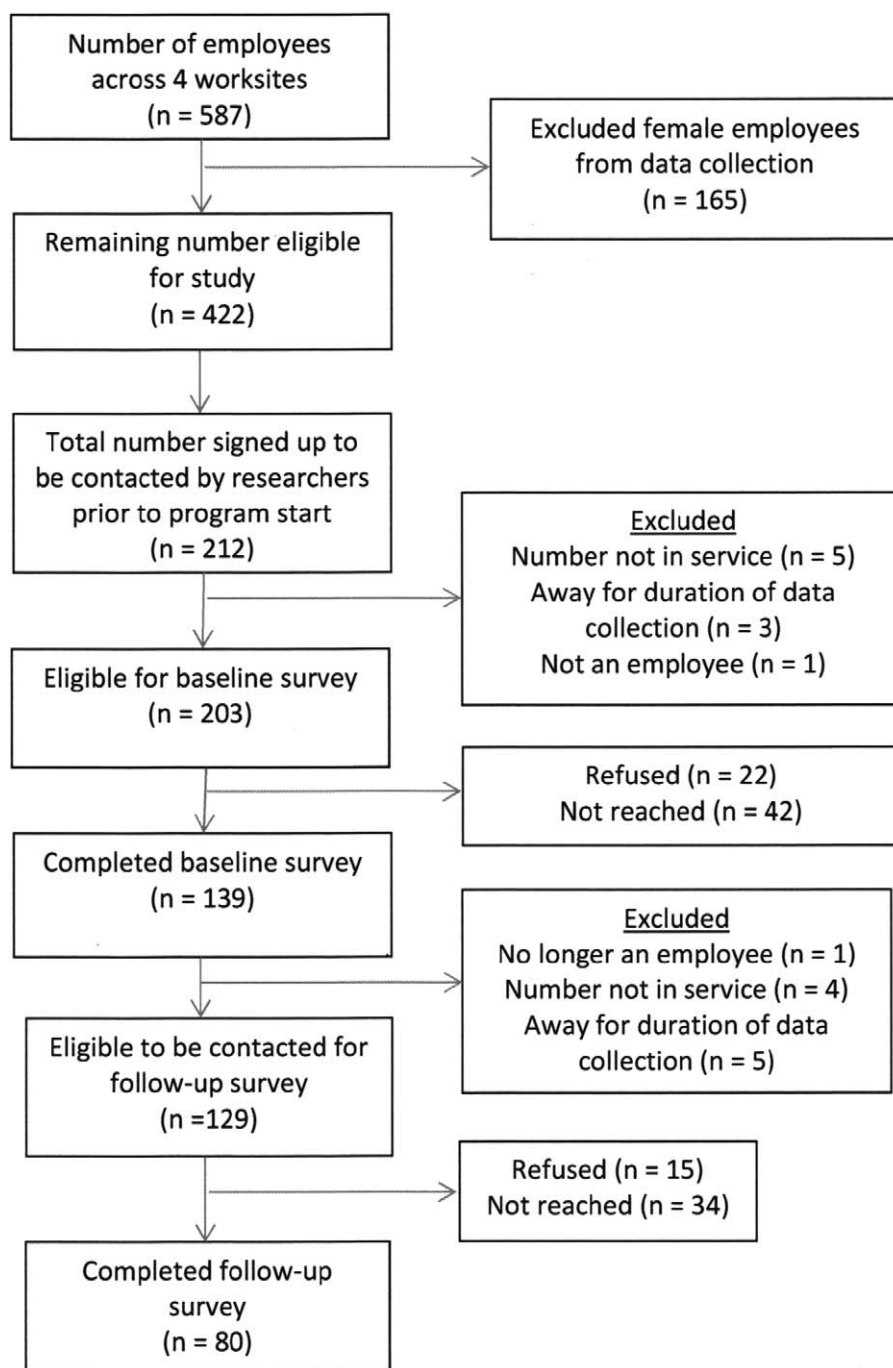 Number of employees
across 4 worksites
(n = 587)
Excluded female employees
from data collection
(n = 165)
Remaining number eligible
for study
(n = 422)
Total number signed up to
be contacted by researchers
prior to program start
(n = 212)
Excluded
Number not in service (n = 5)
Away for duration of data
collection (n = 3)
Not an employee (n = 1)
Eligible for baseline survey
(n = 203)
Refused (n = 22)
Not reached (n = 42)
Completed baseline survey
(n = 139)
Excluded
No longer an employee (n = 1)
Number not in service (n = 4)
Away for duration of data
collection (n = 5)
Eligible to be contacted for
follow-up survey
(n =129)
Refused (n = 15)
Not reached (n = 34)
Completed follow-up
survey
(n = 80)